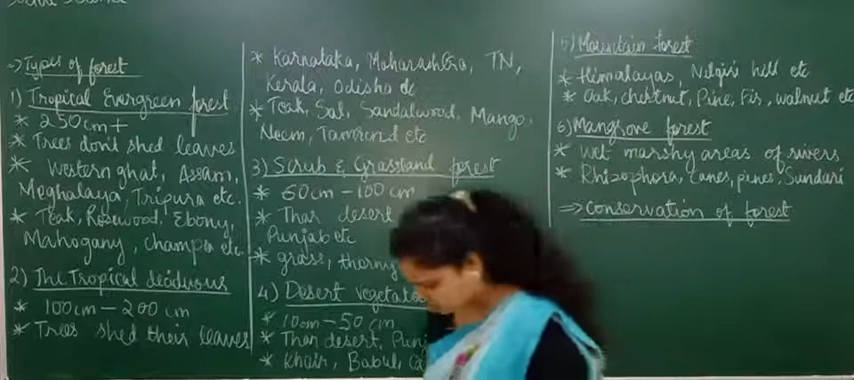 → Types of forest
1) Tropical Evergreen forest
* 250cm+
* Trees don't shed leaves
* Western ghat, Assam,
Meghalaya, Tripura etc.
* Teak, Rosewood, Ebony,
Mahogany, Champa etc.
2) The Tropical deciduous
* 100cm - 200 cm
* Trees shed their leaves
* Karnataka, Maharashtra, TN,
Kerala, Odisha etc
* Teak, Sal, Sandalwood, Mango,
Neem, etc
3) Scrub & Grassland forest
* 60cm - 100 cm
* Thar desert
Punjab etc
* grass, thorny
4) Desert
* 10cm - 50 cm
* Thar desert,
* Khair, Babul,
5) Mountain forest
* Himalayas, Nilgiri hill etc
* Oak, chestnut, Pine, Fir, walnut etc
6) Mangrove forest
* Wet marshy areas of rivers
* Rhizophora, Canes, Sundari
⇒ Conservation of forest